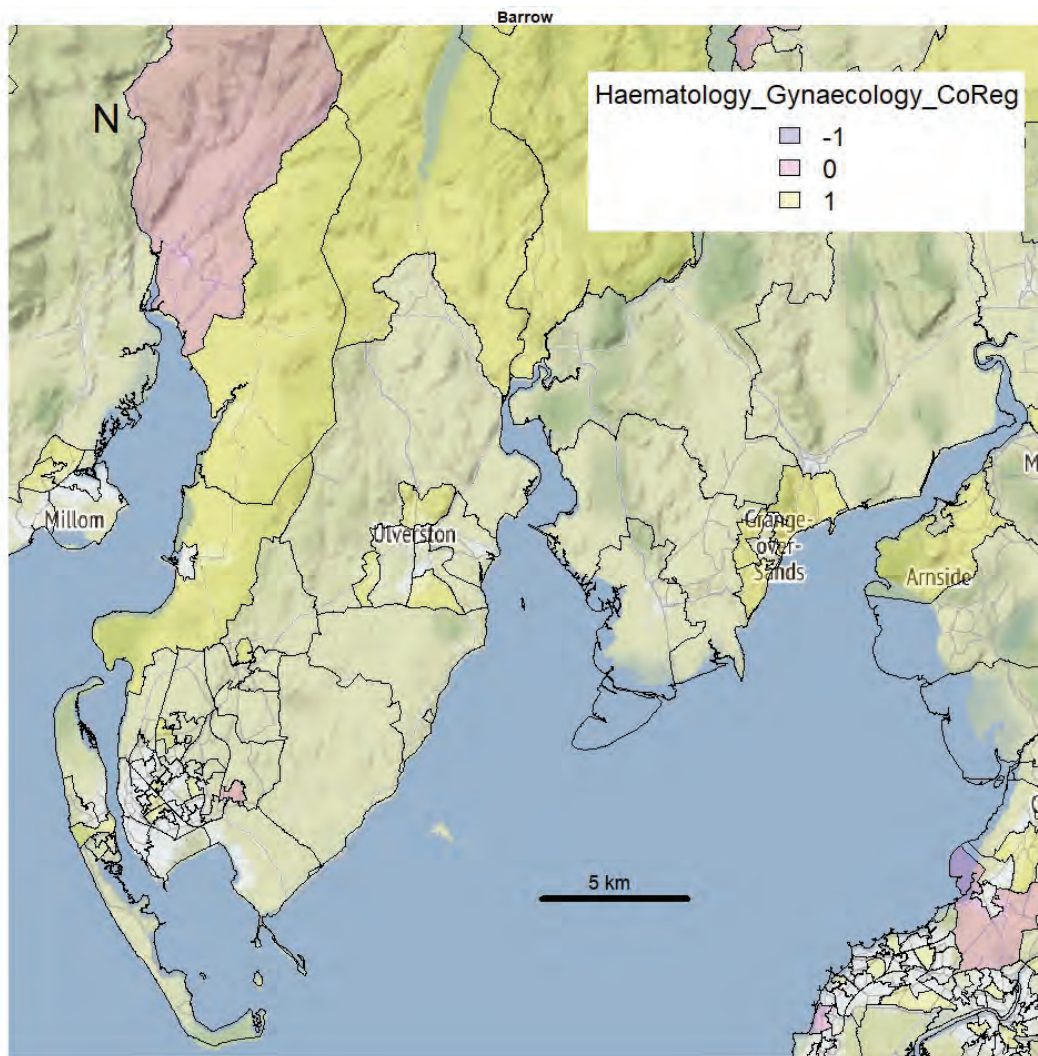 Barrow
N
Haematology_Gynaecology_CoReg
-1
0
1
Millom
Ulverston
Grange-
over-
Sands
Arnside
M
5 km